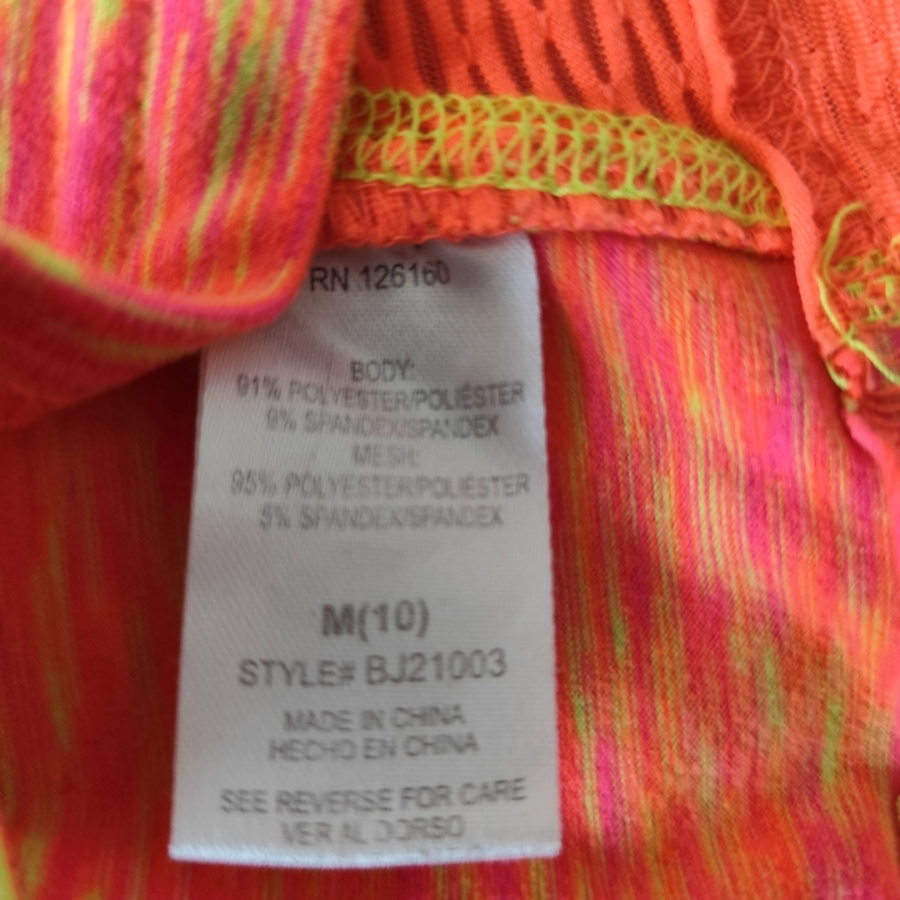 RN 126160
BODY:
91% POLYESTER/POLIÉSTER
9% SPANDEX/SPANDEX
MESH:
95% POLYESTER/POLIÉSTER
5% SPANDEX/SPANDEX
M(10)
STYLE# BJ21003
MADE IN CHINA
HECHO EN CHINA
SEE REVERSE FOR CARE
VER AL DORSO